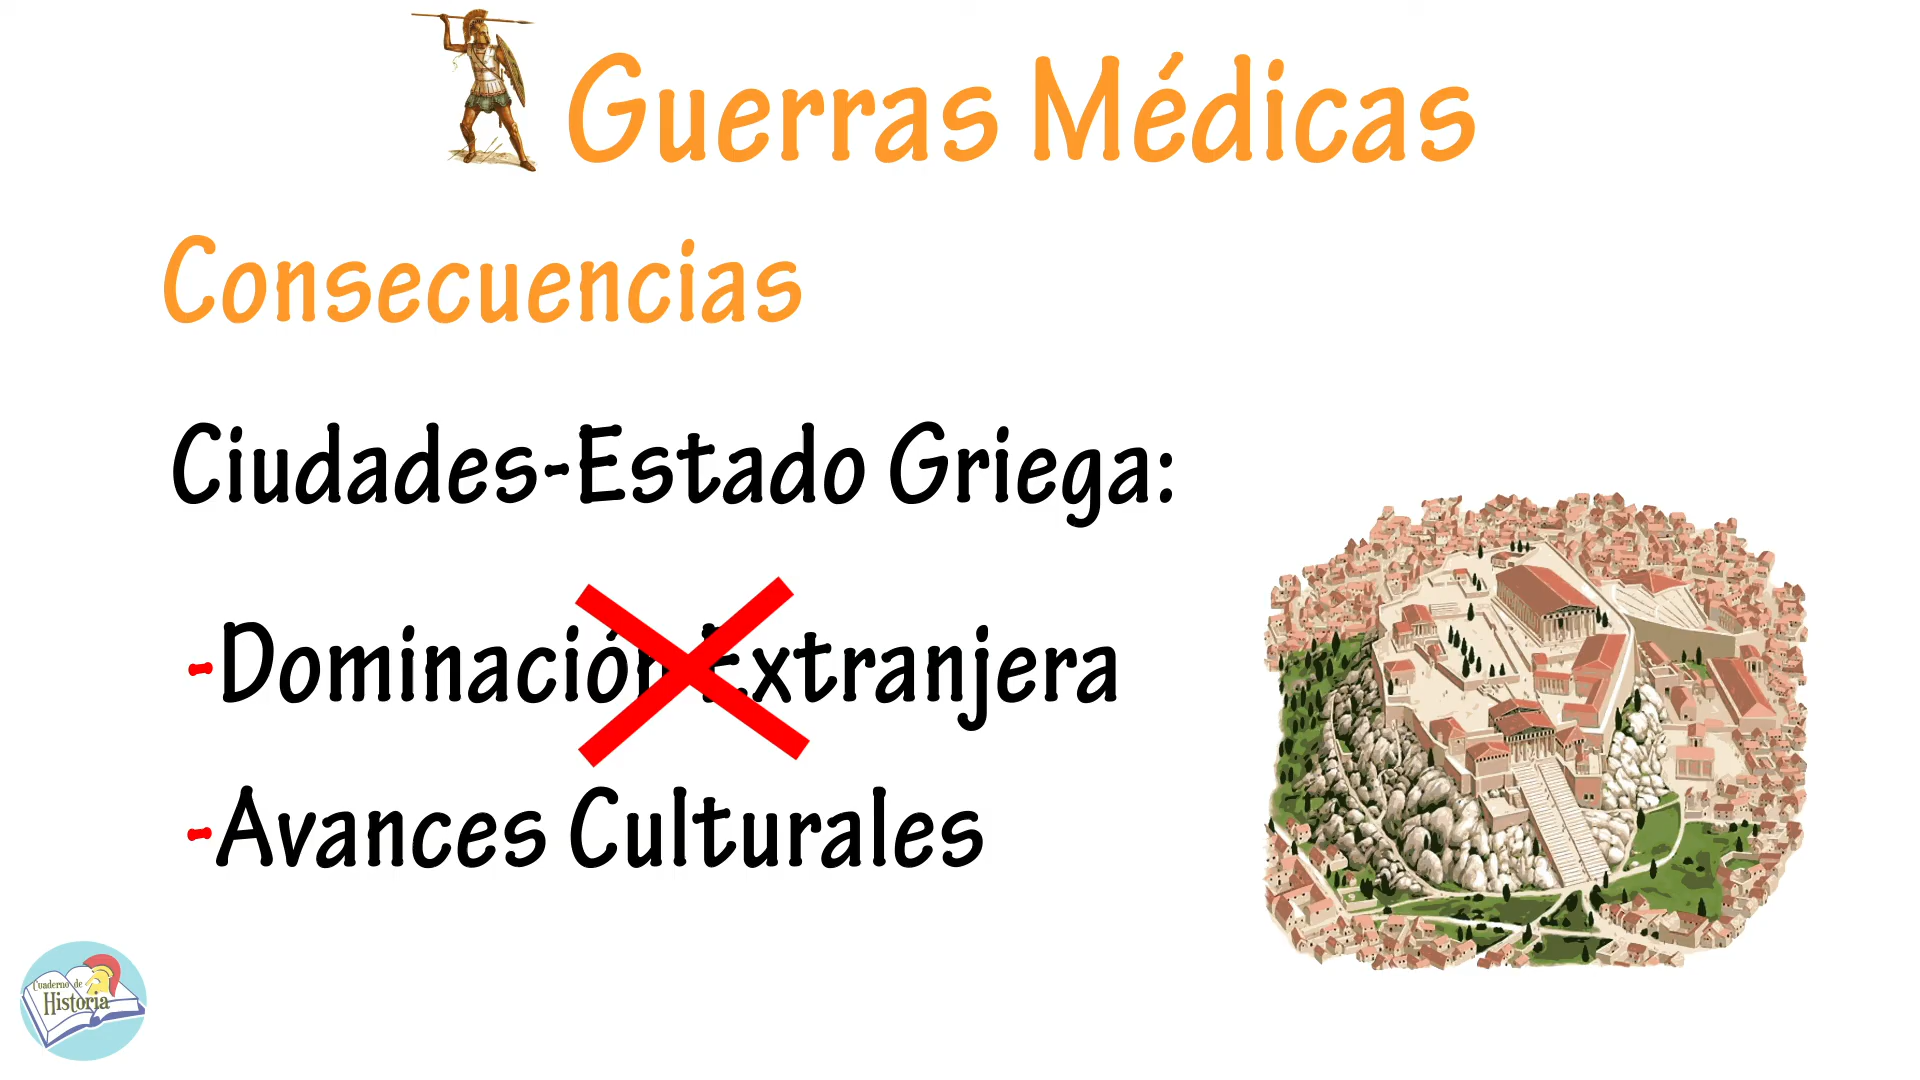 Guerras Médicas
Consecuencias
Ciudades-Estado Griega:
-Dominación Extranjera
-Avances Culturales
Cuaderno de
Historia